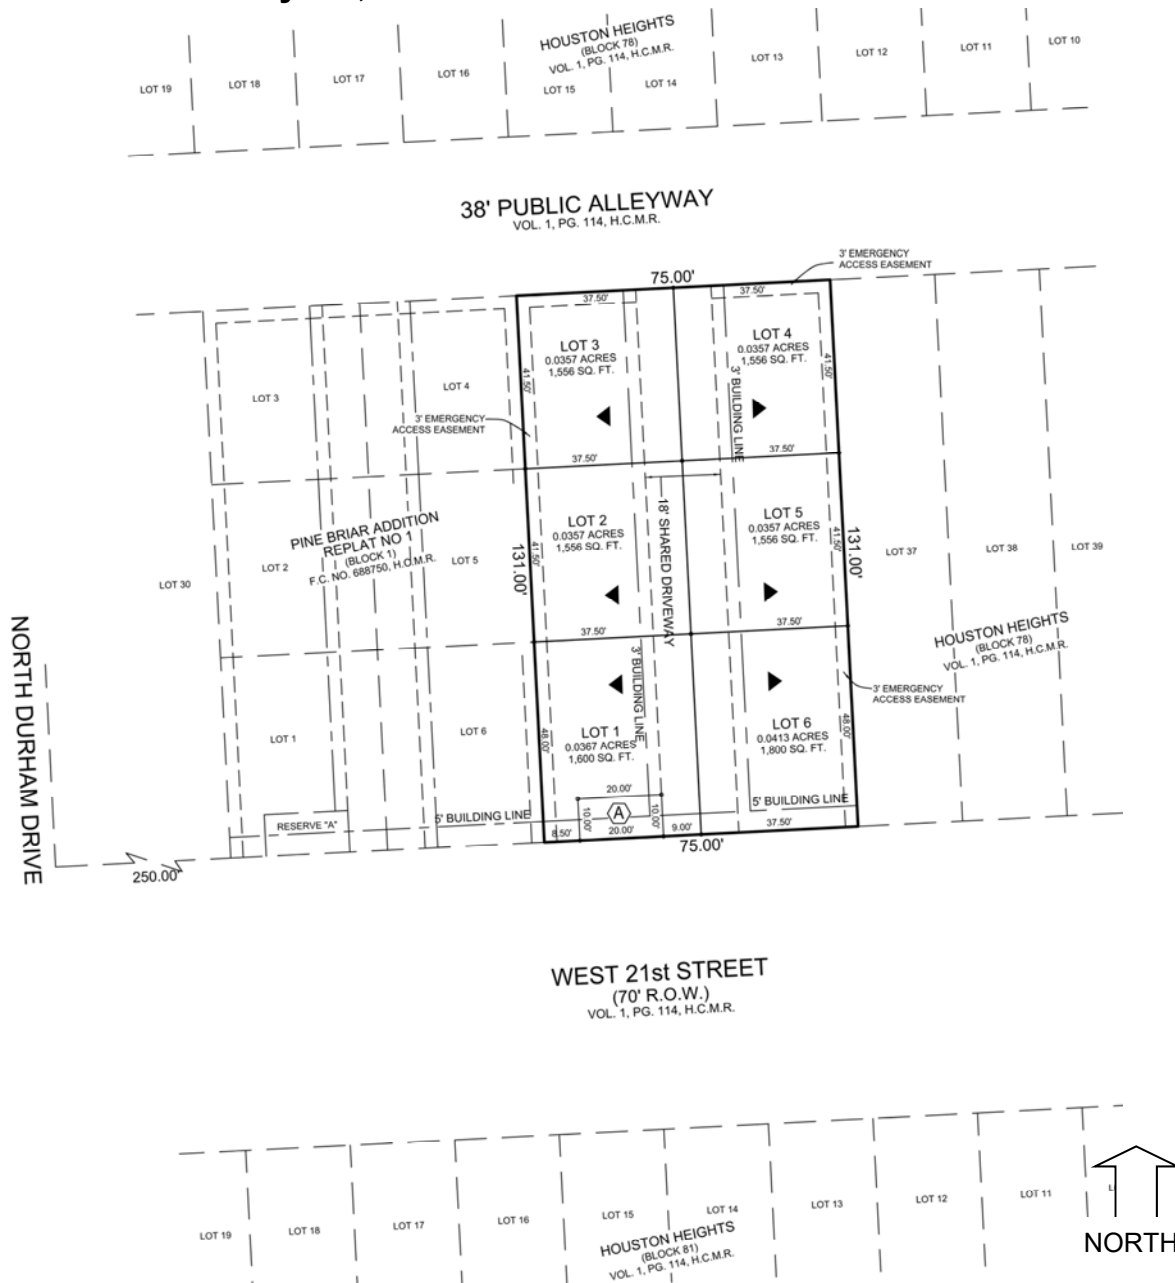 HOUSTON HEIGHTS
(BLOCK 78)
VOL. 1, PG. 114, H.C.M.R.
LOT 19
LOT 18
LOT 17
LOT 16
LOT 15
LOT 14
LOT 13
LOT 12
LOT 11
LOT 10
38' PUBLIC ALLEYWAY
VOL. 1, PG. 114, H.C.M.R.
3' EMERGENCY
ACCESS EASEMENT
75.00'
37.50'
37.50'
LOT 3
0.0357 ACRES
1,556 SQ. FT.
LOT 4
0.0357 ACRES
1,556 SQ. FT.
41.50'
41.50'
3' BUILDING LINE
LOT 3
LOT 4
3' EMERGENCY
ACCESS EASEMENT
37.50'
37.50'
PINE BRIAR ADDITION
REPLAT NO 1
(BLOCK 1)
F.C. NO. 688750, H.C.M.R.
LOT 30
LOT 2
LOT 5
131.00'
41.50'
LOT 2
0.0357 ACRES
1,556 SQ. FT.
18' SHARED DRIVEWAY
LOT 5
0.0357 ACRES
1,556 SQ. FT.
41.50'
131.00'
LOT 37
LOT 38
LOT 39
37.50'
37.50'
HOUSTON HEIGHTS
(BLOCK 78)
VOL. 1, PG. 114, H.C.M.R.
NORTH DURHAM DRIVE
3' BUILDING LINE
3' EMERGENCY
ACCESS EASEMENT
LOT 1
LOT 6
48.00'
LOT 1
0.0367 ACRES
1,600 SQ. FT.
LOT 6
0.0413 ACRES
1,800 SQ. FT.
48.00'
20.00'
5' BUILDING LINE
5' BUILDING LINE
RESERVE "A"
10.00'
A
10.00'
8.50'
20.00'
9.00'
37.50'
75.00'
250.00'
WEST 21st STREET
(70' R.O.W.)
VOL. 1, PG. 114, H.C.M.R.
LOT 19
LOT 18
LOT 17
LOT 16
LOT 15
LOT 14
LOT 13
LOT 12
LOT 11
HOUSTON HEIGHTS
(BLOCK 81)
VOL. 1, PG. 114, H.C.M.R.
NORTH